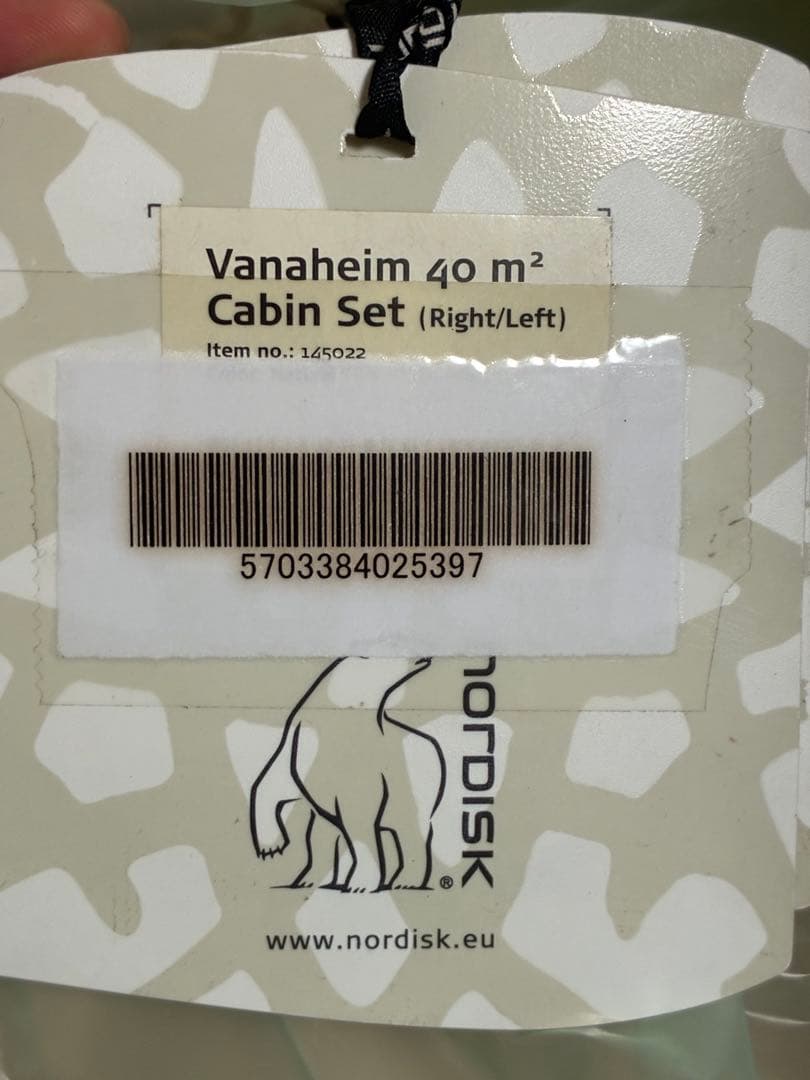 Vanaheim 40 m²
Cabin Set (Right/Left)
Item no.: 145022
5703384025397
nordisk
®
www.nordisk.eu